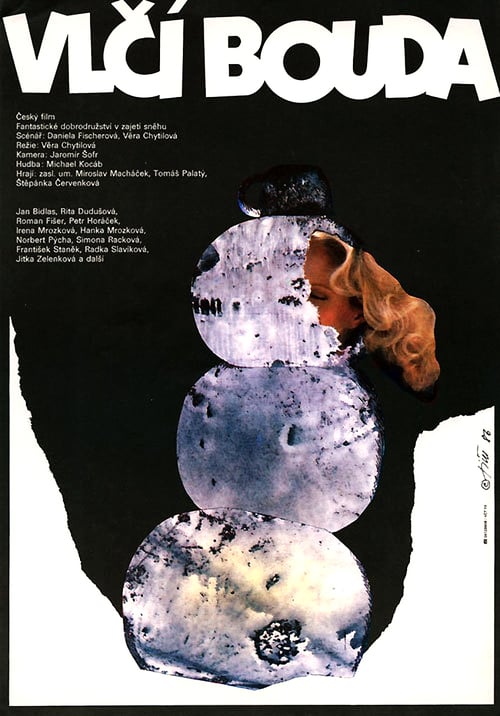 VLČÍ BOUDA
Český film
Fantastické dobrodružství v zajetí sněhu
Scénář: Daniela Fischerová, Věra Chytilová
Režie: Věra Chytilová
Kamera: Jaromír Šofr
Hudba: Michael Kocáb
Hrají: zasl. um. Miroslav Macháček, Tomáš Palatý,
Štěpánka Červenková
Jan Bidlas, Rita Dudušová,
Roman Fišer, Petr Horáček,
Irena Mrozková, Hanka Mrozková,
Norbert Pýcha, Simona Racková,
František Staněk, Radka Slavíková,
Jitka Zelenková a další